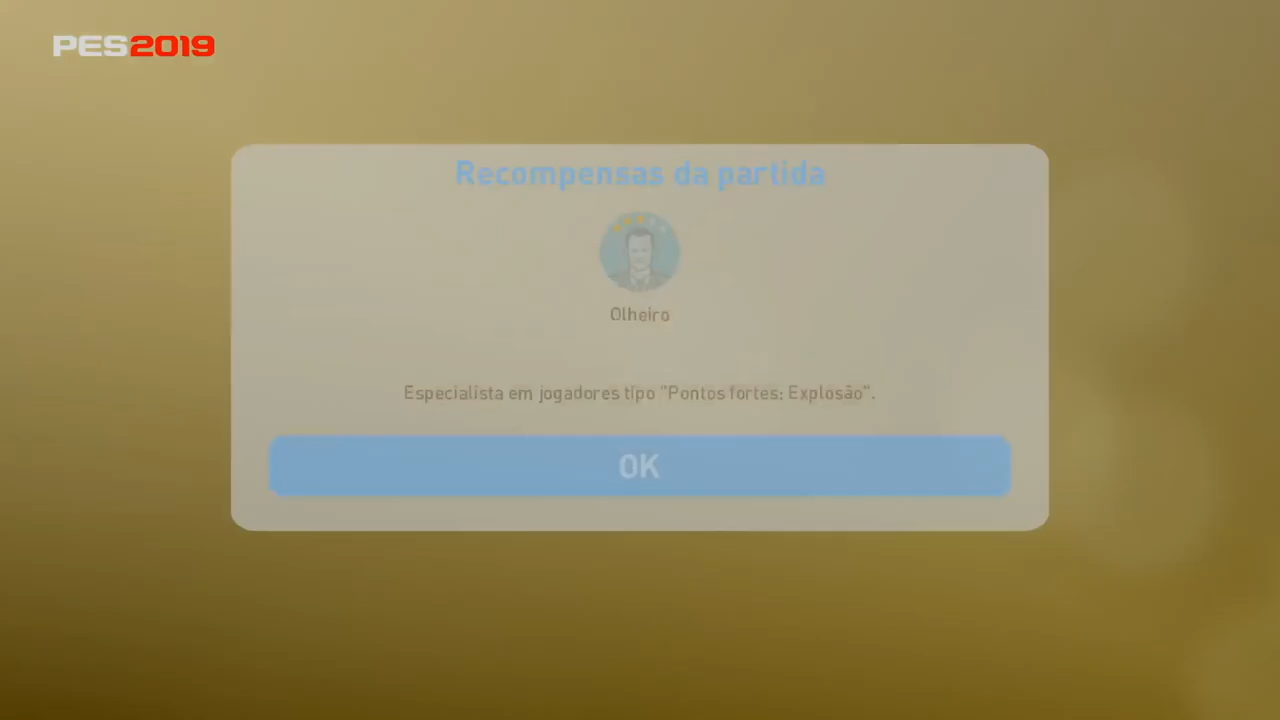 PES2019
Recompensas da partida
Olheiro
Especialista em jogadores tipo "Pontos fortes: Explosão".
OK